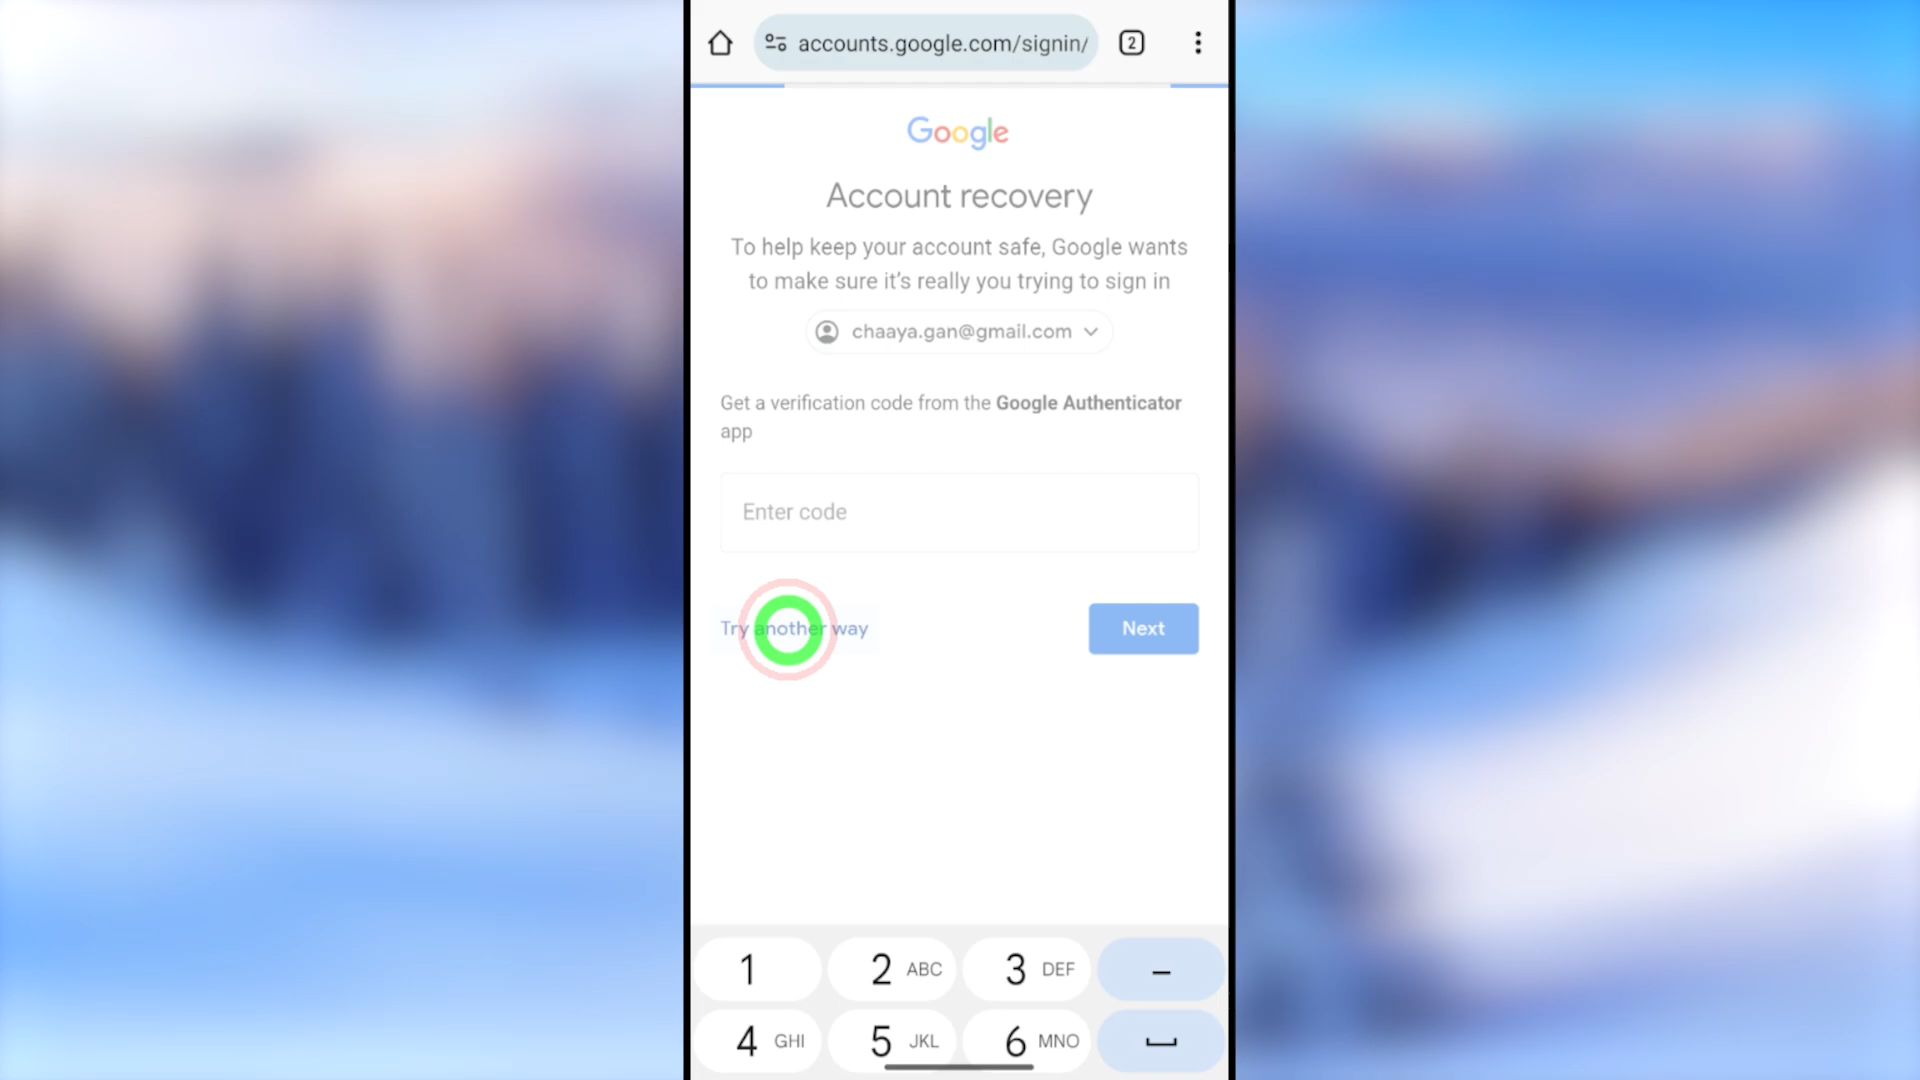 accounts.google.com/signin/
2
Google
Account recovery
To help keep your account safe, Google wants
to make sure it's really you trying to sign in
chaaya.gan@gmail.com
Get a verification code from the Google Authenticator
app
Enter code
Try another way
Next
1 2 ABC 3 DEF –
4 GHI 5 JKL 6 MNO